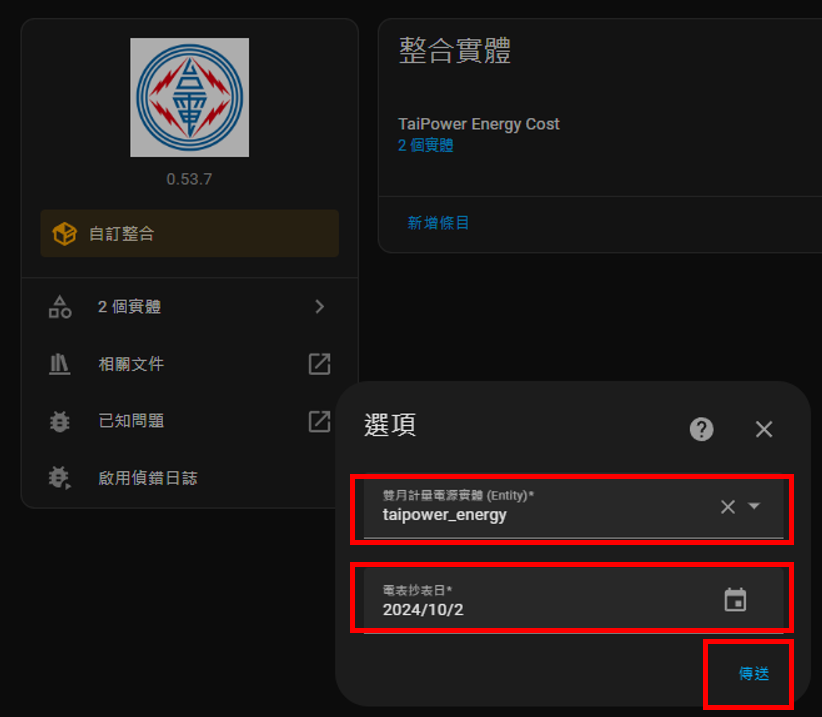 台電
0.53.7
自訂整合
2 個實體
相關文件
已知問題
啟用偵錯日誌
整合實體
TaiPower Energy Cost
2 個實體
新增條目
選項
雙月計量電源實體 (Entity)*
taipower_energy
電表抄表日*
2024/10/2
傳送